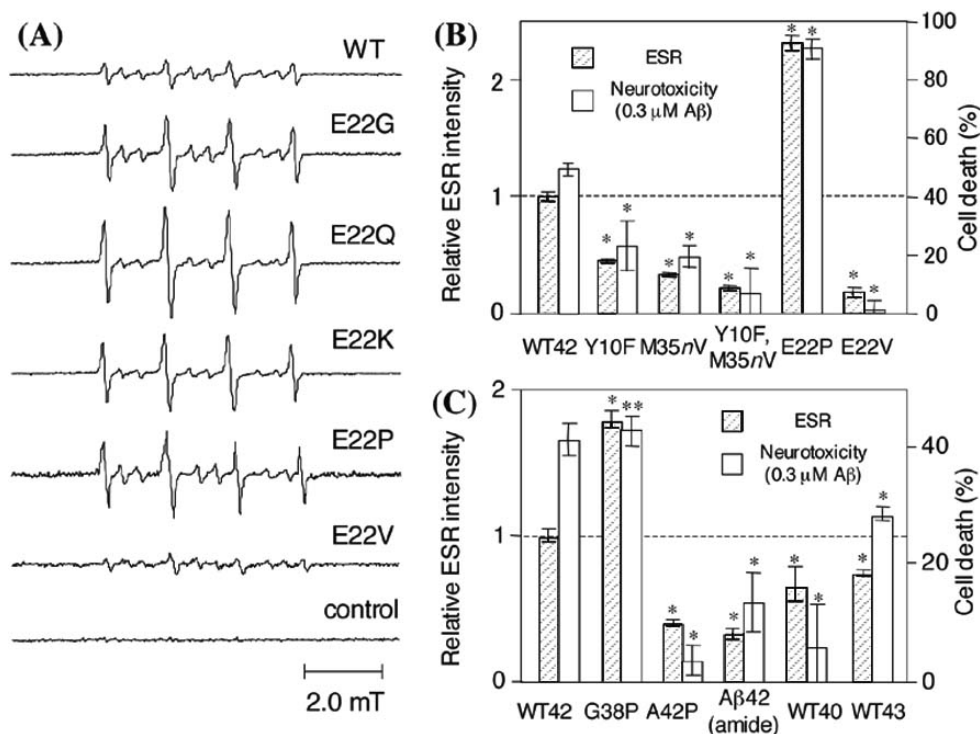 (A)
WT
E22G
E22Q
E22K
E22P
E22V
control
2.0 mT
(B)
Relative ESR intensity
2
1
0
ESR
Neurotoxicity
(0.3 μM Aβ)
* * * * * * * * * *
100
80
60
40
20
0
Cell death (%)
WT42 Y10F M35nV Y10F, M35nV E22P E22V
(C)
Relative ESR intensity
2
1
0
ESR
Neurotoxicity
(0.3 μM Aβ)
* ** * * * * * * * *
40
20
0
Cell death (%)
WT42 G38P A42P Aβ42 (amide) WT40 WT43